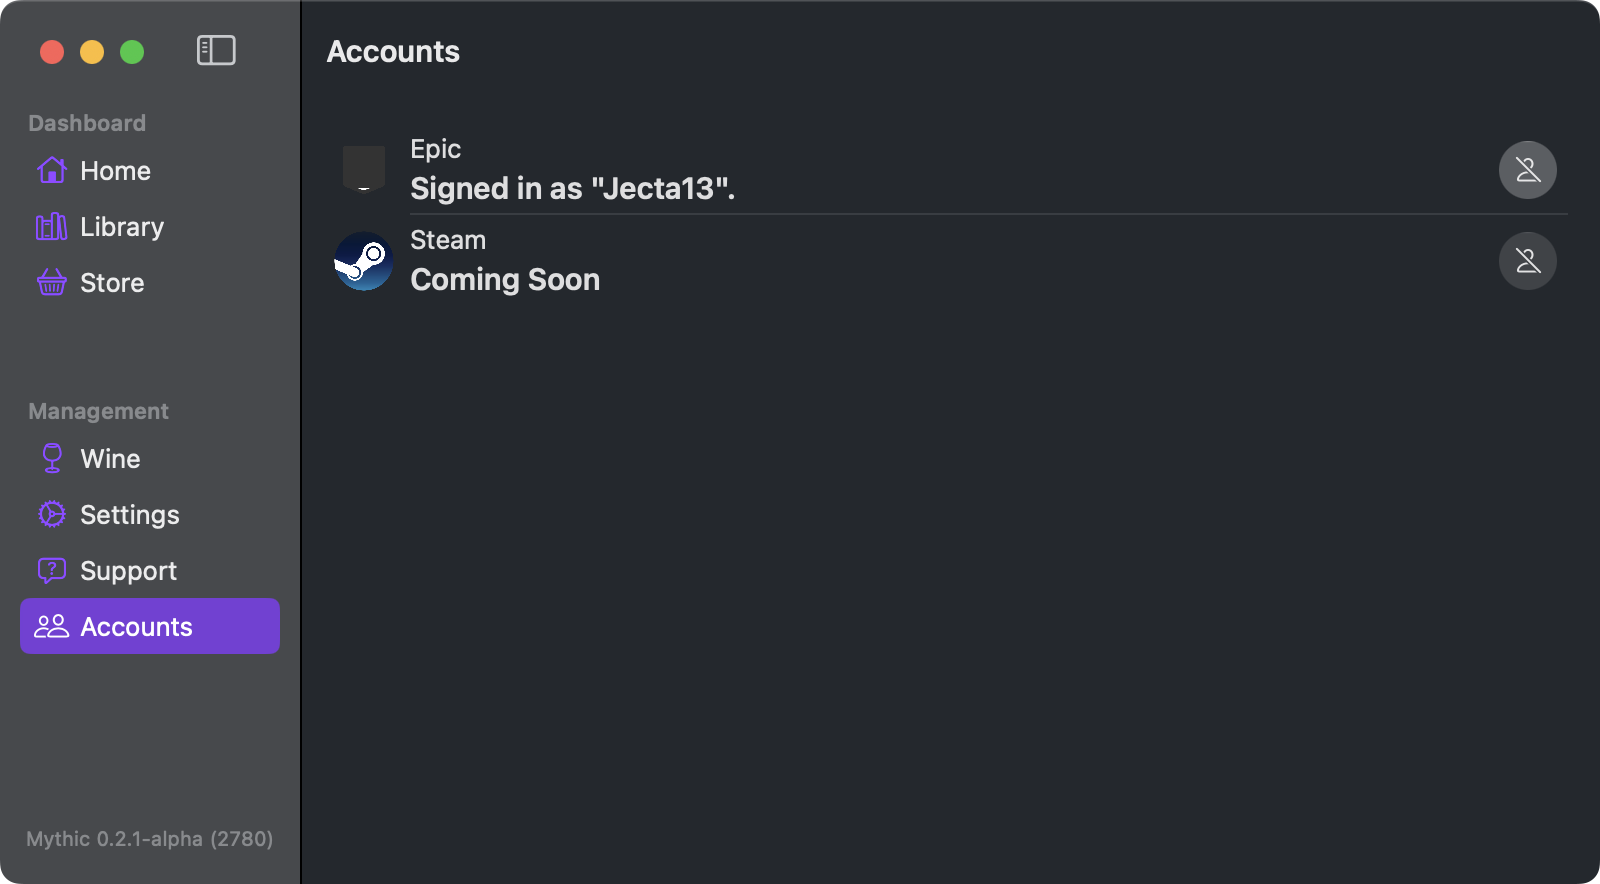 Dashboard
Home
Library
Store
Management
Wine
Settings
Support
Accounts
Mythic 0.2.1-alpha (2780)
Accounts
Epic
Signed in as "Jecta13".
Steam
Coming Soon